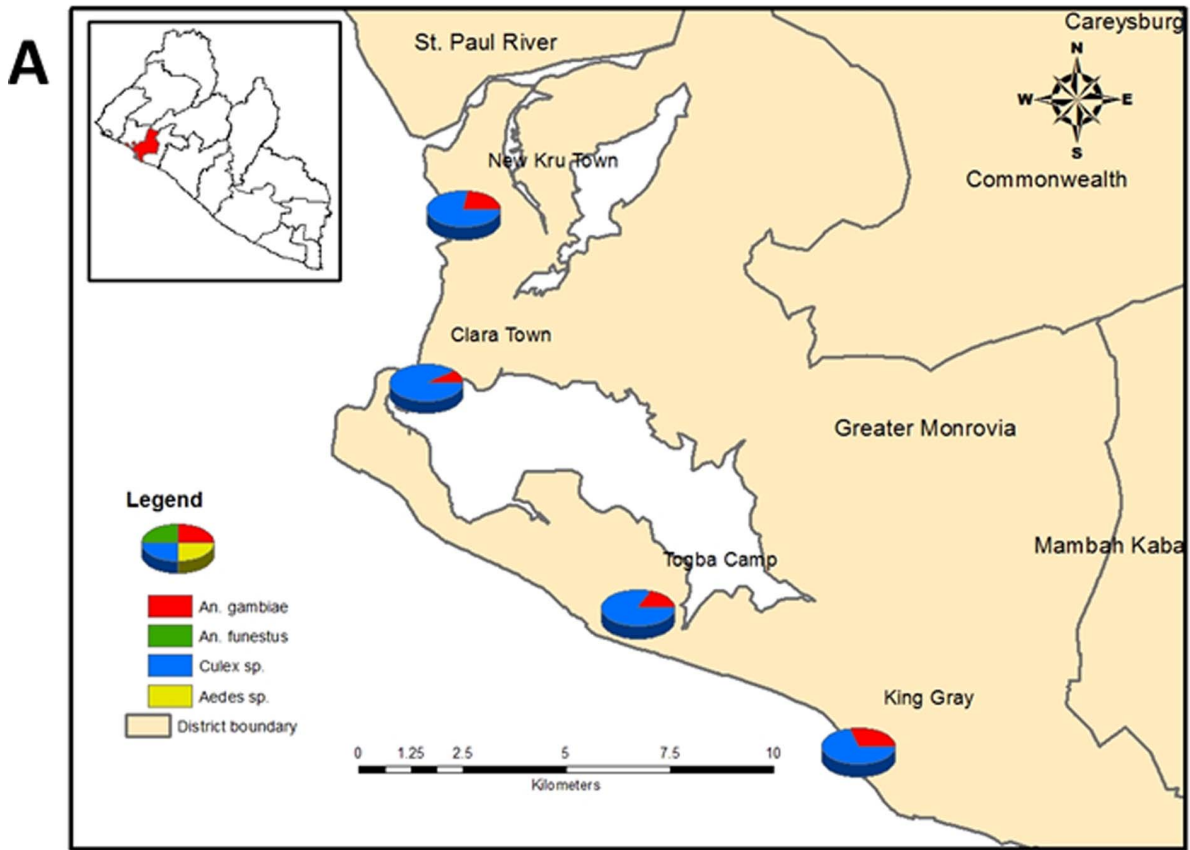 A
St. Paul River
Careysburg
N
W
E
S
New Kru Town
Commonwealth
Clara Town
Greater Monrovia
Legend
Mambah Kaba
Togba Camp
An. gambiae
An. funestus
Culex sp.
Aedes sp.
District boundary
King Gray
0 1.25 2.5 5 7.5 10
Kilometers